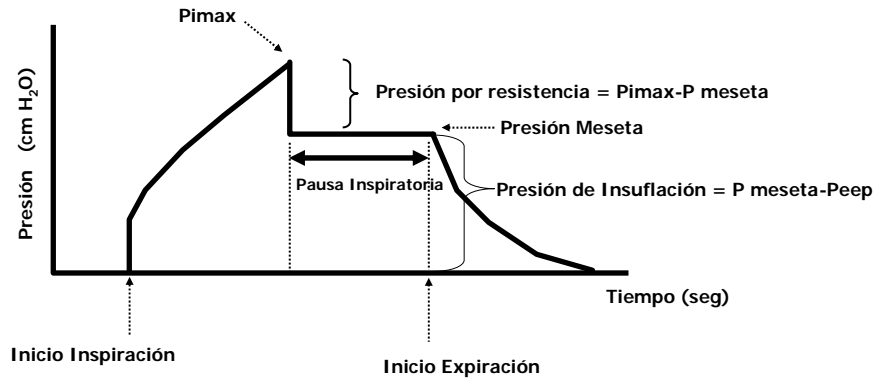 Pimax
Presión (cm H₂O)
Presión por resistencia = Pimax-P meseta
Presión Meseta
Pausa Inspiratoria
Presión de Insuflación = P meseta-Peep
Tiempo (seg)
Inicio Inspiración
Inicio Expiración